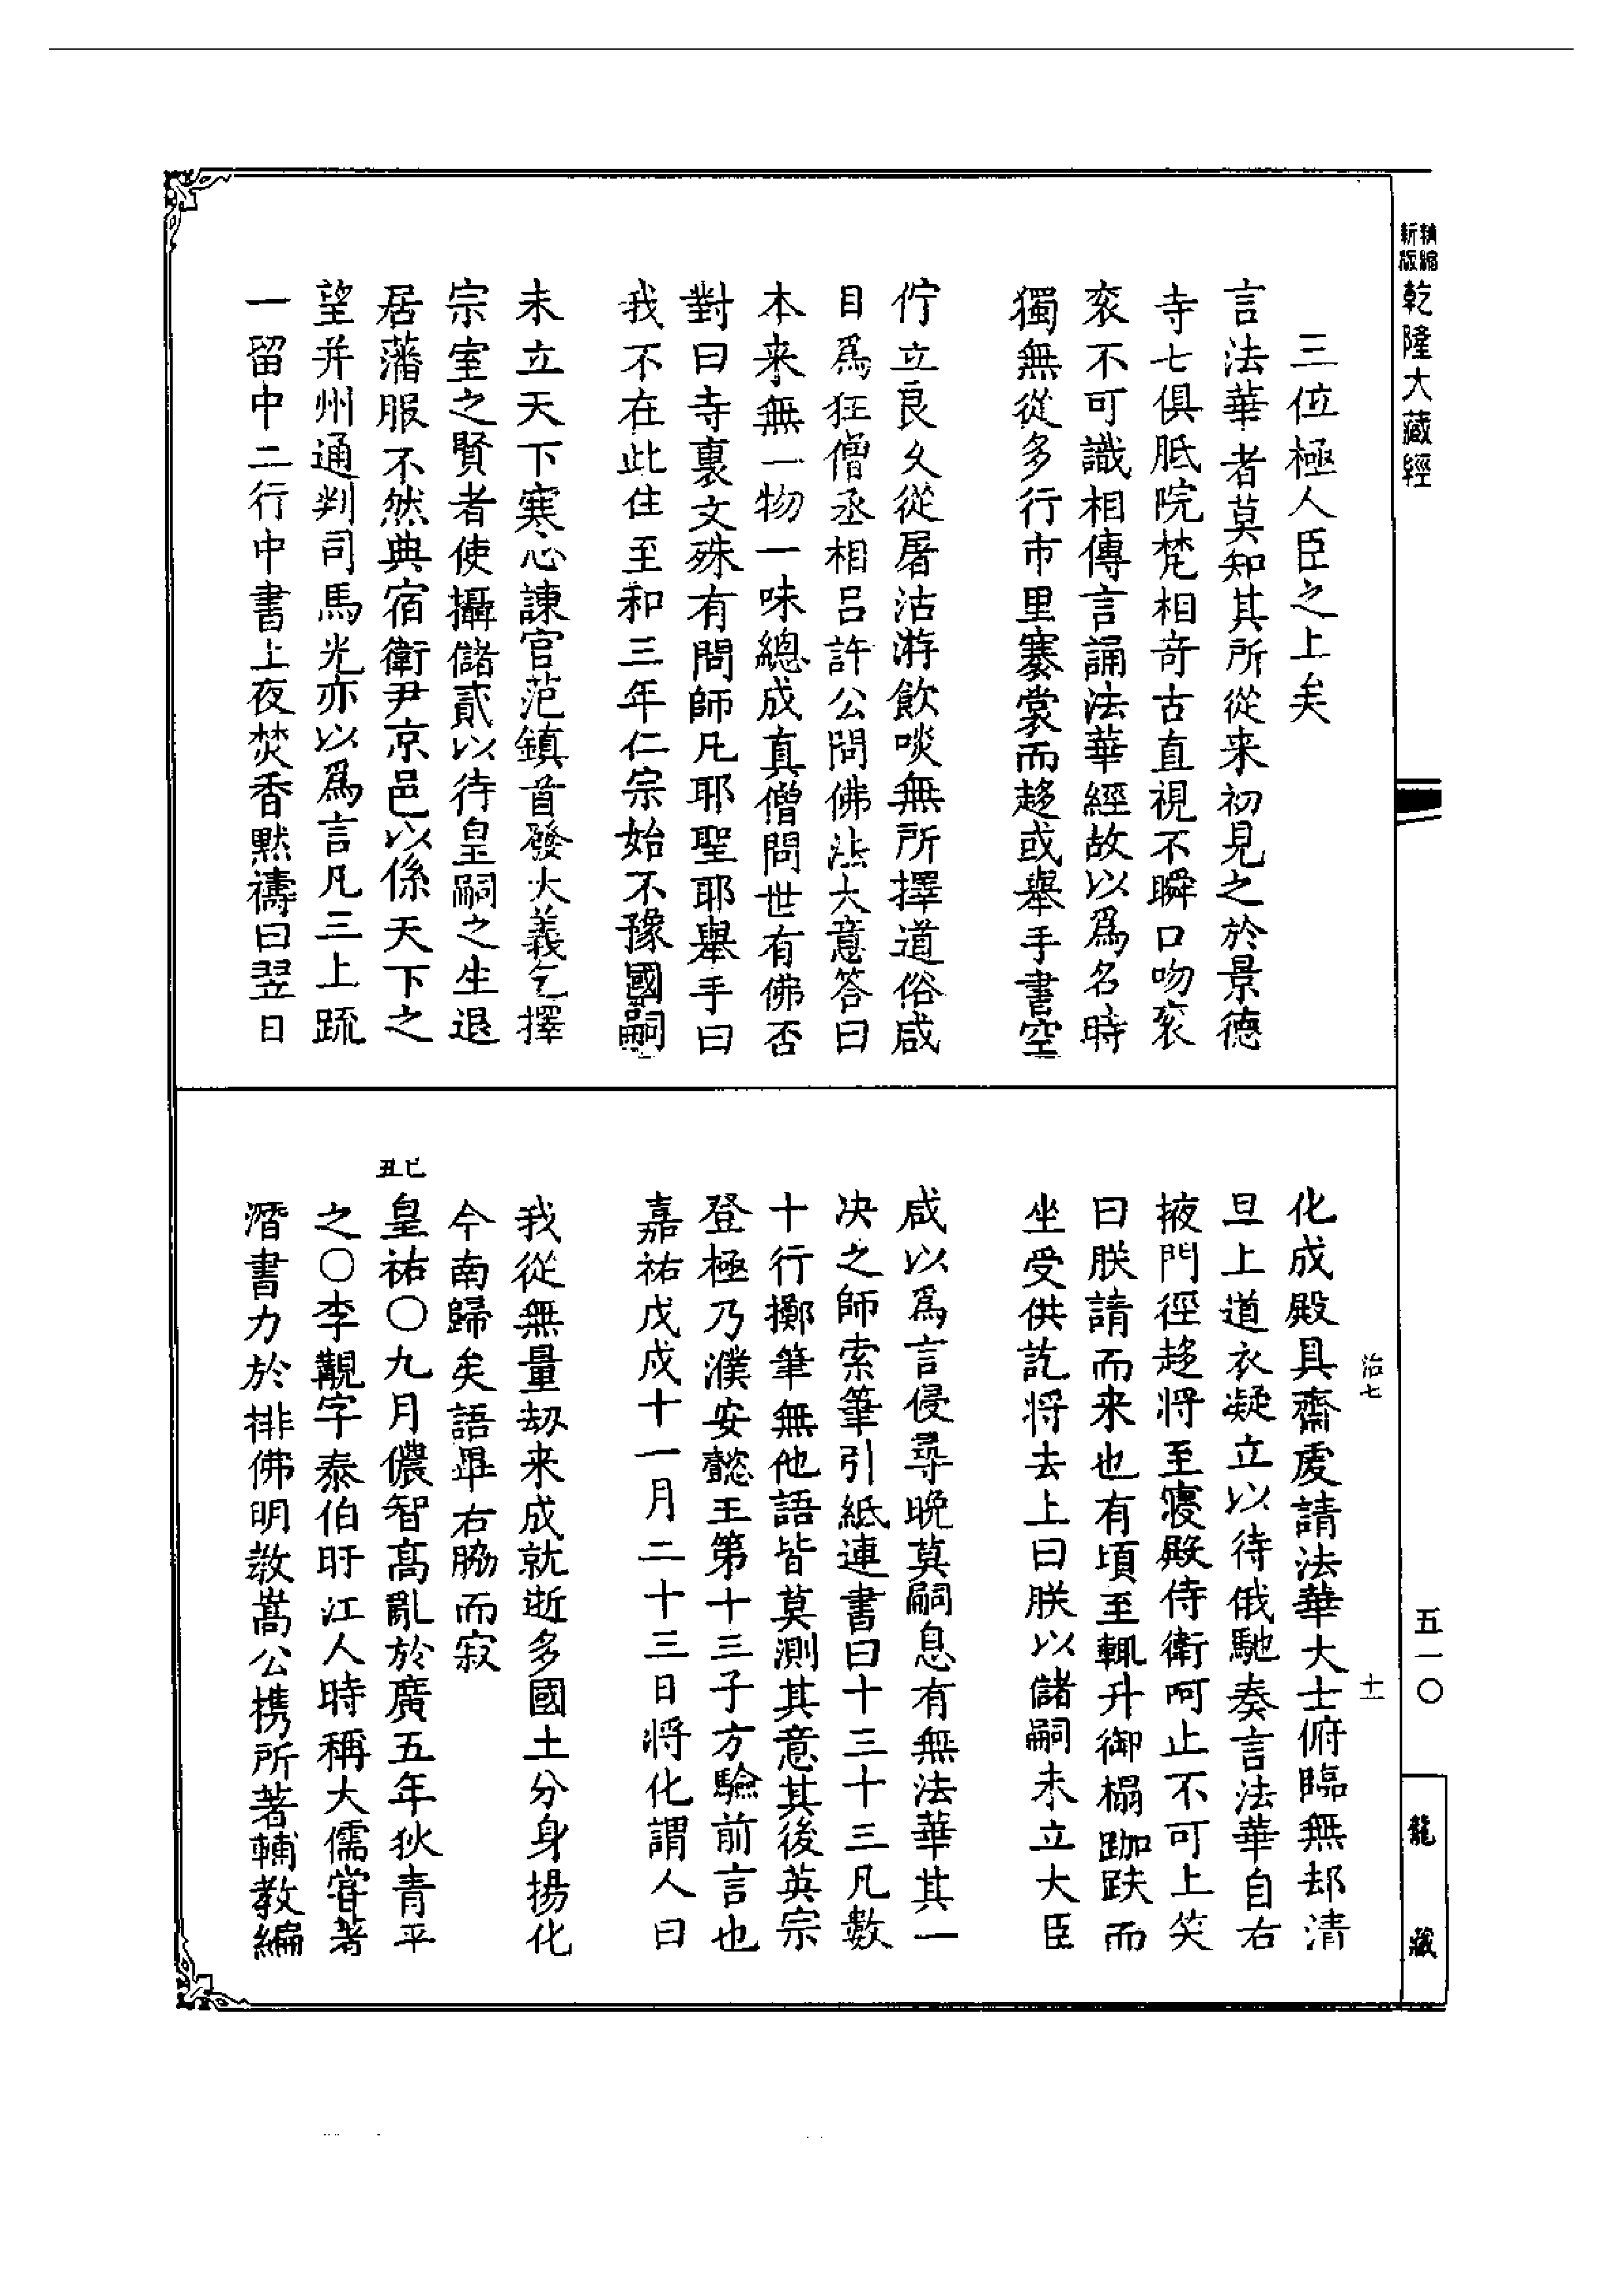 精縮
新版
乾隆大藏經
三位極人臣之上矣
言法華者莫知其所從来初見之於景德
寺七俱胝院梵相奇古直視不瞬口吻衮
衮不可識相傳言誦法華經故以爲名時
獨無從多行市里褰裳而趍或舉手書空
佇立良久從屠沽游飲啖無所擇道俗咸
目爲狂僧丞相呂許公問佛法大意答曰
本来無一物一味總成真僧問世有佛否
對曰寺裏文殊有問師凡耶聖耶舉手曰
我不在此住至和三年仁宗始不豫國嗣
未立天下寒心諫官范鎮首發大義乞擇
宗室之賢者使攝儲貳以待皇嗣之生退
居藩服不然典宿衛尹京邑以係天下之
望并州通判司馬光亦以爲言凡三上疏
一留中二行中書上夜焚香黙禱曰翌日
治七
十一
五一〇
龍藏
化成殿具齋虔請法華大士俯臨無却清
旦上道衣凝立以待俄馳奏言法華自右
掖門徑趍將至寢殿侍衛呵止不可上笑
曰朕請而来也有頃至輒升御榻跏趺而
坐受供訖將去上曰朕以儲嗣未立大臣
咸以爲言侵尋晚莫嗣息有無法華其一
决之師索筆引紙連書曰十三十三凡數
十行擲筆無他語皆莫測其意其後英宗
登極乃濮安懿王第十三子方驗前言也
嘉祐戊戌十一月二十三日將化謂人曰
我從無量劫来成就逝多國土分身揚化
今南歸矣語畢右脇而寂
己丑
皇祐〇九月儂智高亂於廣五年狄青平
之〇李覯字泰伯盱江人時稱大儒甞著
潛書力於排佛明教嵩公携所著輔教編